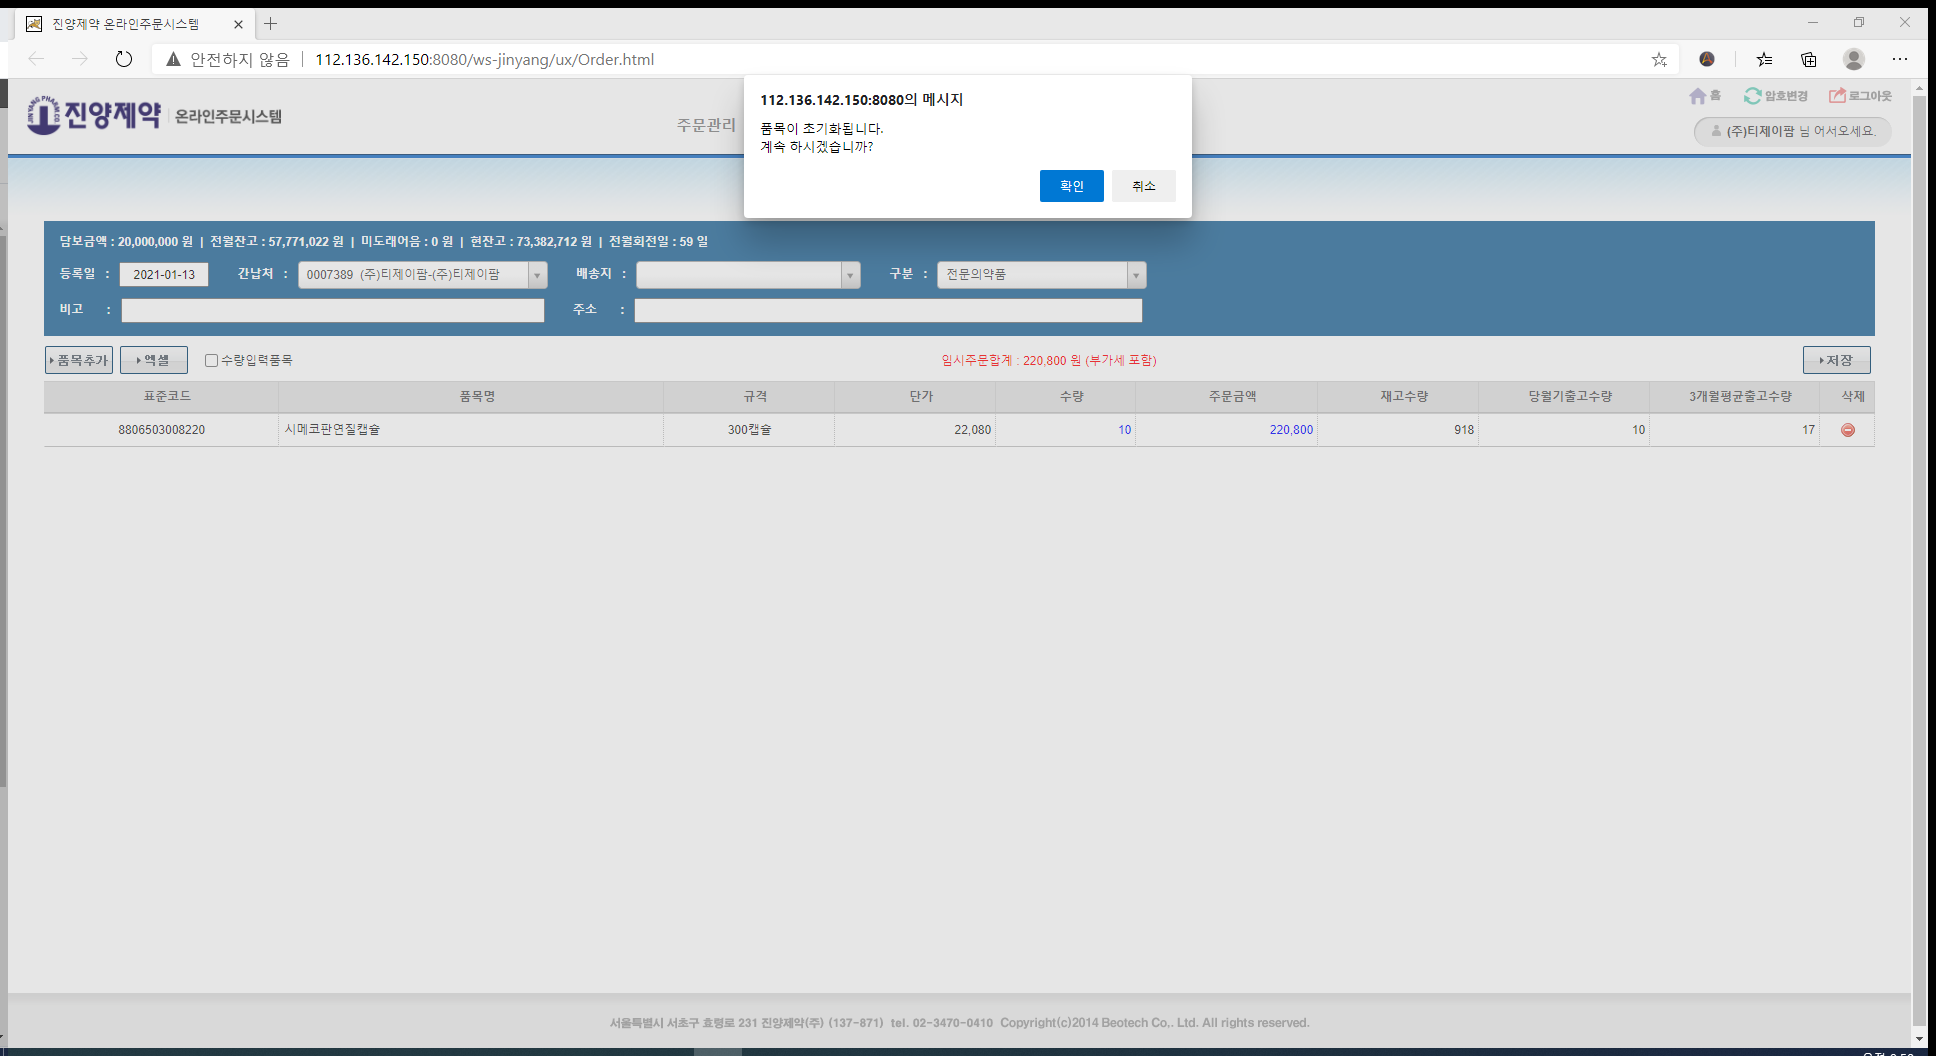 진양제약 온라인주문시스템
안전하지 않음 112.136.142.150:8080/ws-jinyang/ux/Order.html
112.136.142.150:8080의 메시지
품목이 초기화됩니다.
계속 하시겠습니까?
확인 취소
JINYANG PHARM.CO 진양제약 온라인주문시스템
주문관리
홈 암호변경 로그아웃
(주)티제이팜 님 어서오세요.
담보금액 : 20,000,000 원 | 전월잔고 : 57,771,022 원 | 미도래어음 : 0 원 | 현잔고 : 73,382,712 원 | 전월회전일 : 59 일
등록일 : 2021-01-13 간납처 : 0007389 (주)티제이팜-(주)티제이팜 배송지 : 구분 : 전문의약품
비고 : 주소 :
품목추가 엑셀 수량입력품목 임시주문합계 : 220,800 원 (부가세 포함) 저장
표준코드 품목명 규격 단가 수량 주문금액 재고수량 당월기출고수량 3개월평균출고수량 삭제
8806503008220 시메코판연질캡슐 300캡슐 22,080 10 220,800 918 10 17
서울특별시 서초구 효령로 231 진양제약(주) (137-871) tel. 02-3470-0410 Copyright(c)2014 Beotech Co,. Ltd. All rights reserved.